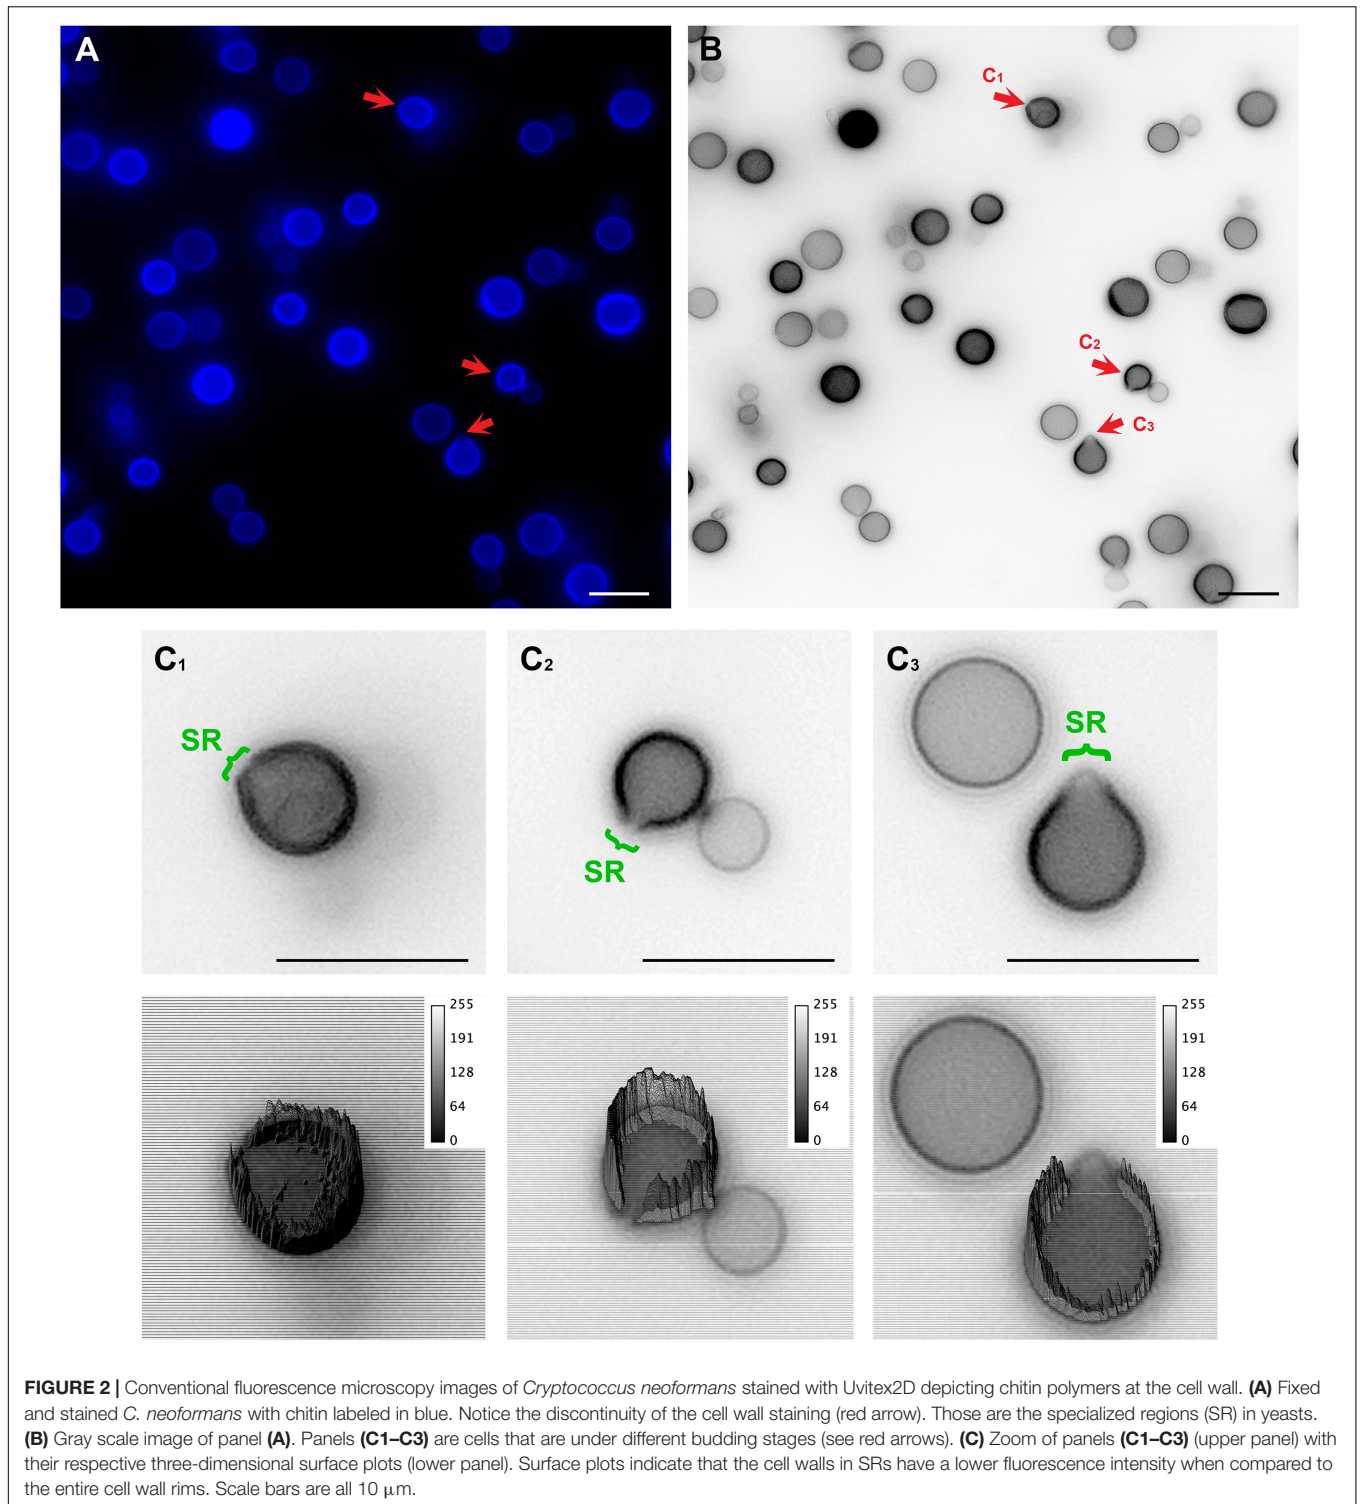 A
B
C1
C2
C3
C1
SR
C2
SR
C3
SR
255
191
128
64
0
255
191
128
64
0
255
191
128
64
0
FIGURE 2 | Conventional fluorescence microscopy images of Cryptococcus neoformans stained with Uvitex2D depicting chitin polymers at the cell wall. (A) Fixed
and stained C. neoformans with chitin labeled in blue. Notice the discontinuity of the cell wall staining (red arrow). Those are the specialized regions (SR) in yeasts.
(B) Gray scale image of panel (A). Panels (C1–C3) are cells that are under different budding stages (see red arrows). (C) Zoom of panels (C1–C3) (upper panel) with
their respective three-dimensional surface plots (lower panel). Surface plots indicate that the cell walls in SRs have a lower fluorescence intensity when compared to
the entire cell wall rims. Scale bars are all 10 μm.